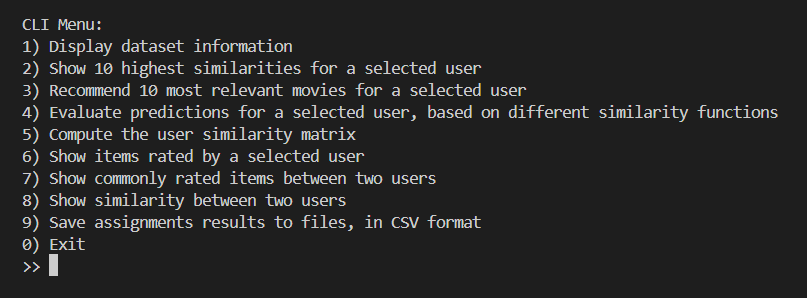 CLI Menu:
1) Display dataset information
2) Show 10 highest similarities for a selected user
3) Recommend 10 most relevant movies for a selected user
4) Evaluate predictions for a selected user, based on different similarity functions
5) Compute the user similarity matrix
6) Show items rated by a selected user
7) Show commonly rated items between two users
8) Show similarity between two users
9) Save assignments results to files, in CSV format
0) Exit
>>